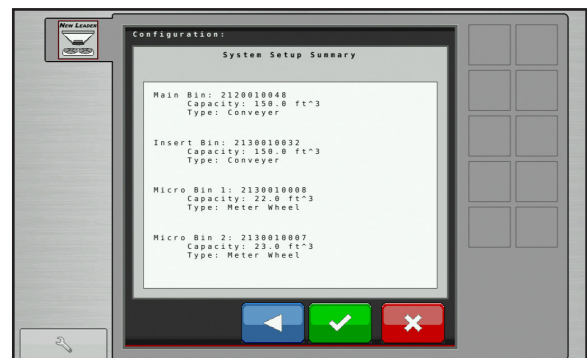 NEW LEADER
Configuration:
System Setup Summary
Main Bin: 2120010048
Capacity: 150.0 ft^3
Type: Conveyer
Insert Bin: 2130010032
Capacity: 150.0 ft^3
Type: Conveyer
Micro Bin 1: 2130010008
Capacity: 22.0 ft^3
Type: Meter Wheel
Micro Bin 2: 2130010007
Capacity: 23.0 ft^3
Type: Meter Wheel